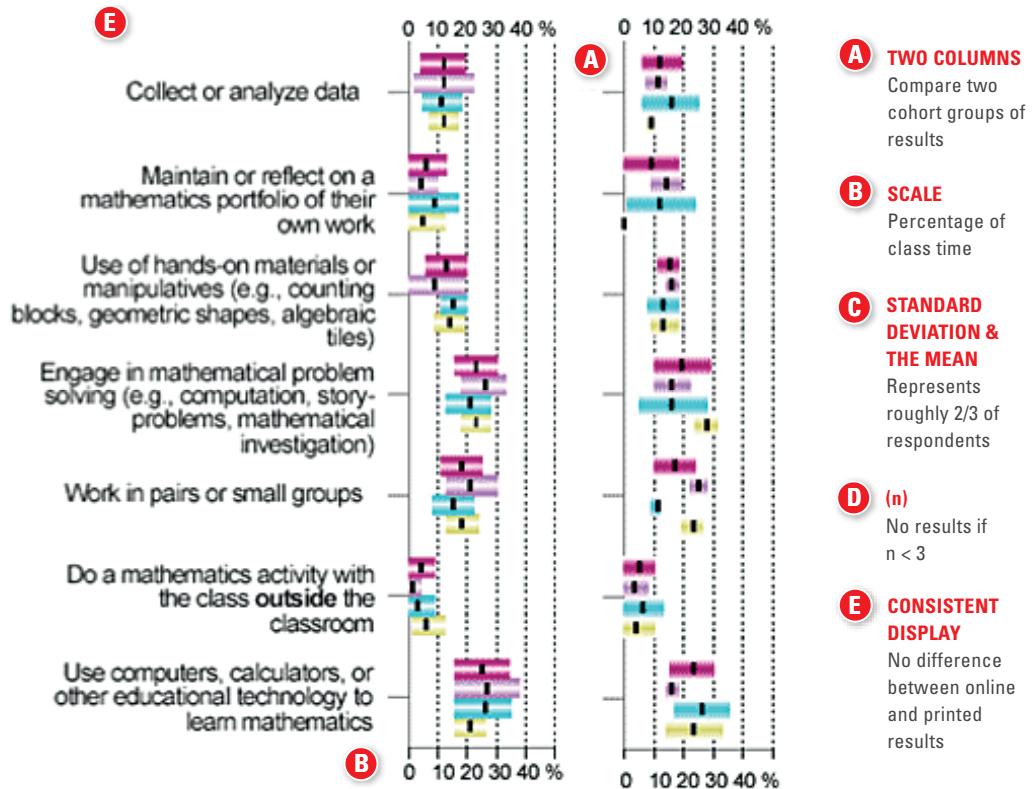 E
0 10 20 30 40 %
0 10 20 30 40 %
A
Collect or analyze data
Maintain or reflect on a
mathematics portfolio of their
own work
Use of hands-on materials or
manipulatives (e.g., counting
blocks, geometric shapes, algebraic
tiles)
Engage in mathematical problem
solving (e.g., computation, story-
problems, mathematical
investigation)
Work in pairs or small groups
Do a mathematics activity with
the class outside the
classroom
Use computers, calculators, or
other educational technology to
learn mathematics
B
0 10 20 30 40 %
0 10 20 30 40 %
A TWO COLUMNS
Compare two
cohort groups of
results
B SCALE
Percentage of
class time
C STANDARD
DEVIATION &
THE MEAN
Represents
roughly 2/3 of
respondents
D (n)
No results if
n < 3
E CONSISTENT
DISPLAY
No difference
between online
and printed
results